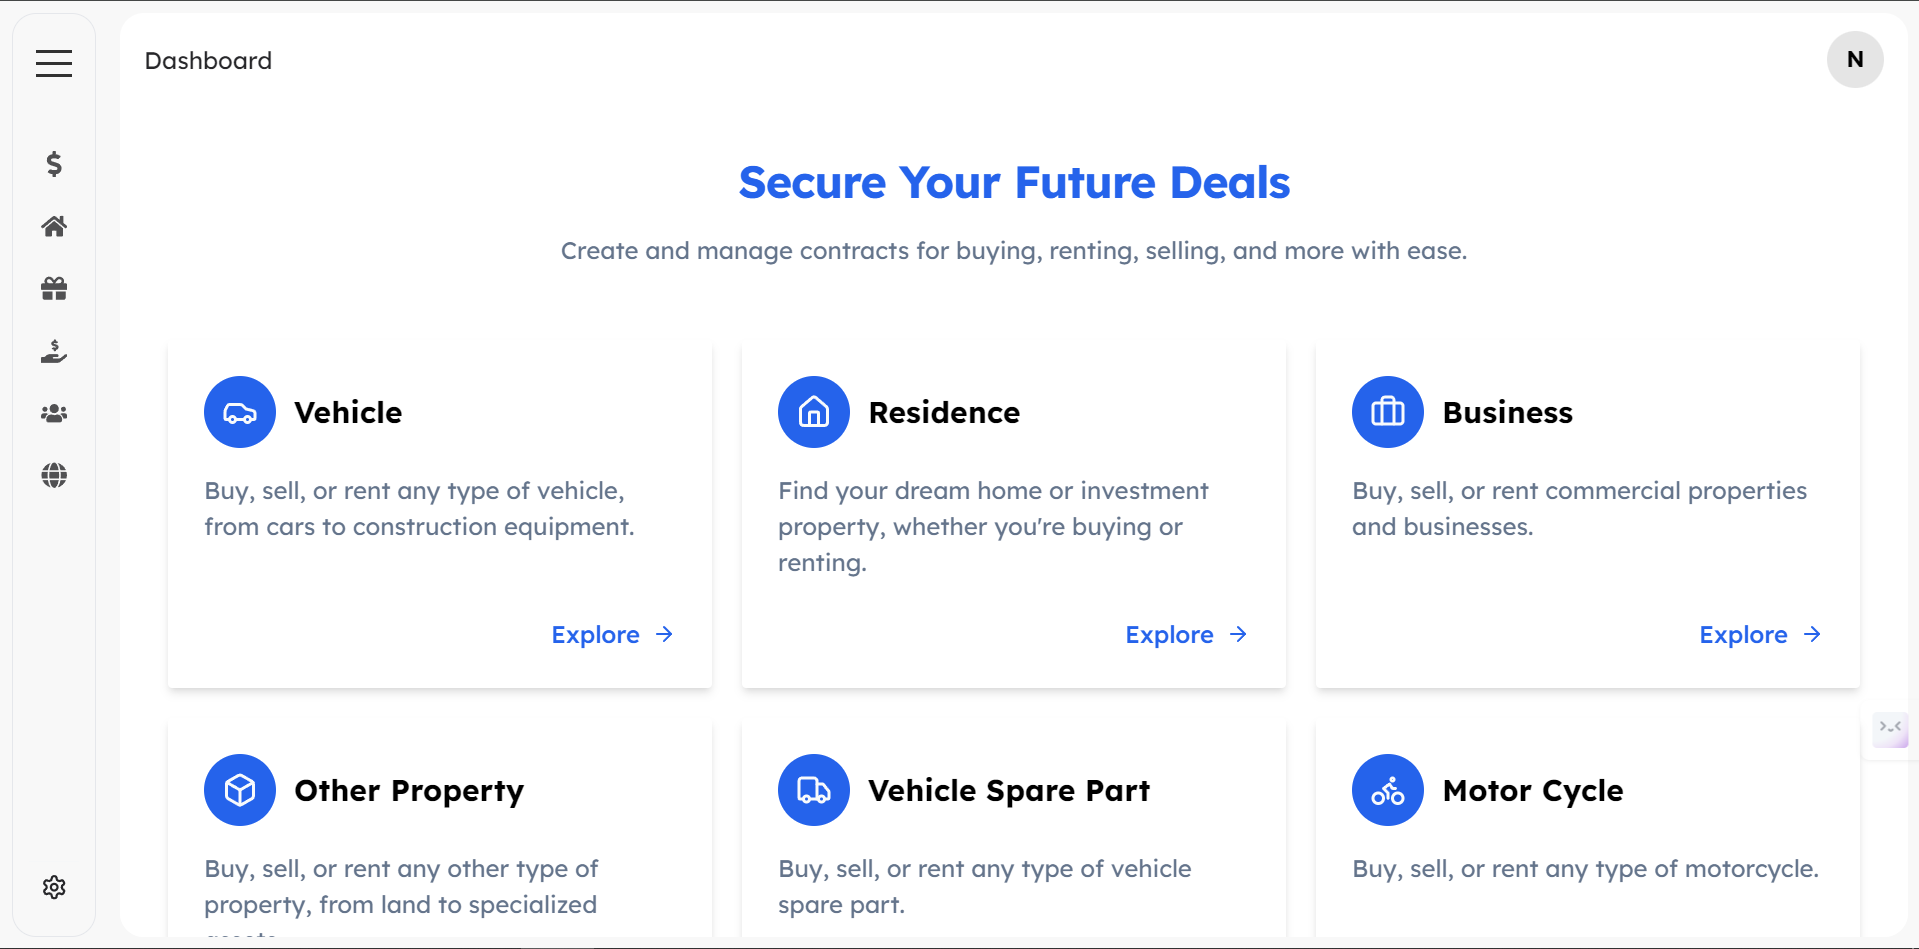 Dashboard
N
Secure Your Future Deals
Create and manage contracts for buying, renting, selling, and more with ease.
Vehicle
Buy, sell, or rent any type of vehicle,
from cars to construction equipment.
Explore
Residence
Find your dream home or investment
property, whether you're buying or
renting.
Explore
Business
Buy, sell, or rent commercial properties
and businesses.
Explore
Other Property
Buy, sell, or rent any other type of
property, from land to specialized
Vehicle Spare Part
Buy, sell, or rent any type of vehicle
spare part.
Motor Cycle
Buy, sell, or rent any type of motorcycle.